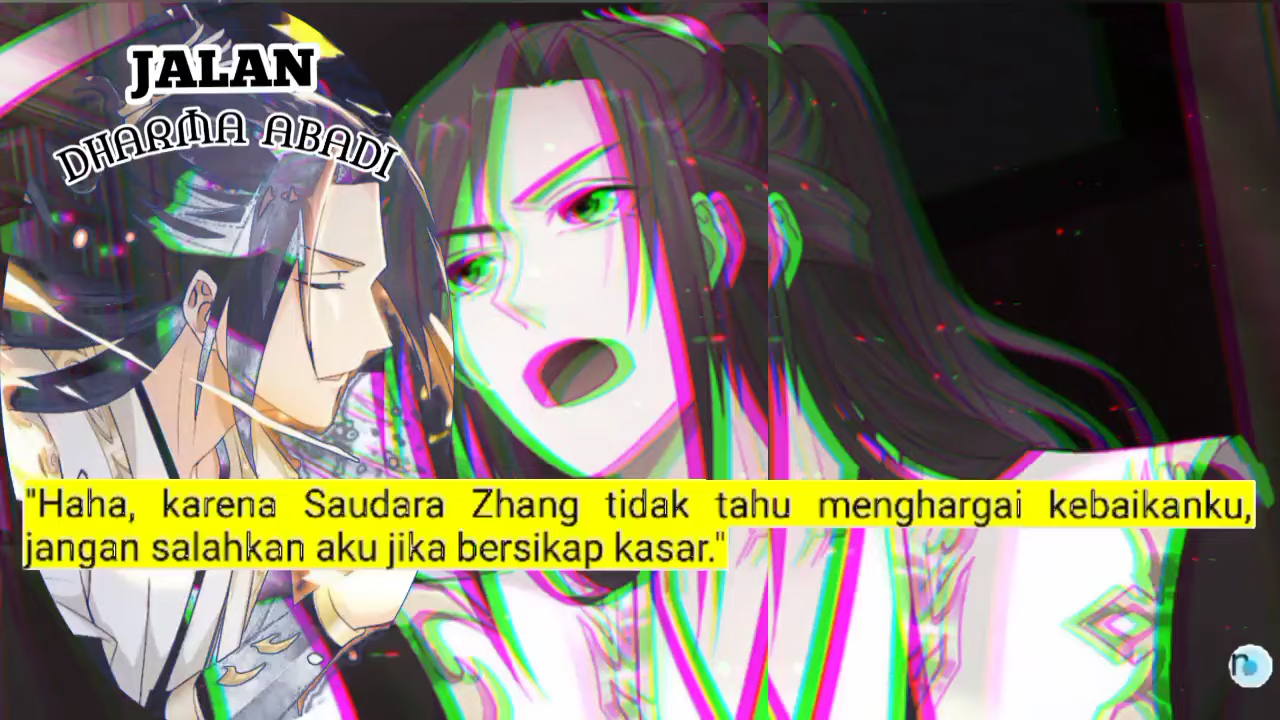 JALAN
DHARMA ABADI
"Haha, karena Saudara Zhang tidak tahu menghargai kebaikanku,
jangan salahkan aku jika bersikap kasar."
n